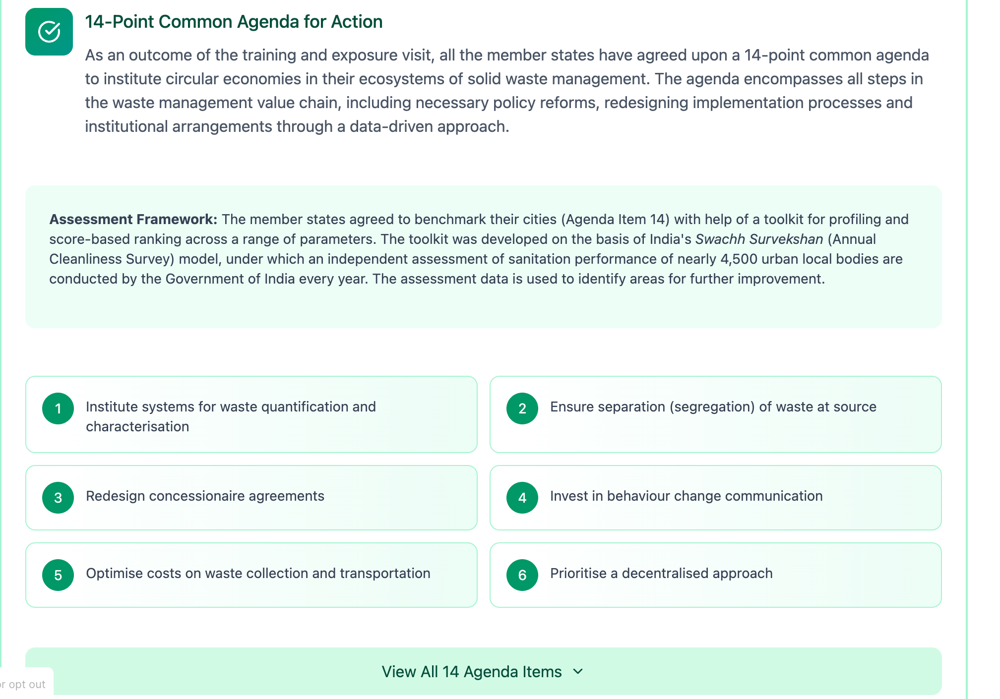 14-Point Common Agenda for Action
As an outcome of the training and exposure visit, all the member states have agreed upon a 14-point common agenda
to institute circular economies in their ecosystems of solid waste management. The agenda encompasses all steps in
the waste management value chain, including necessary policy reforms, redesigning implementation processes and
institutional arrangements through a data-driven approach.
Assessment Framework: The member states agreed to benchmark their cities (Agenda Item 14) with help of a toolkit for profiling and
score-based ranking across a range of parameters. The toolkit was developed on the basis of India's Swachh Survekshan (Annual
Cleanliness Survey) model, under which an independent assessment of sanitation performance of nearly 4,500 urban local bodies are
conducted by the Government of India every year. The assessment data is used to identify areas for further improvement.
1 Institute systems for waste quantification and
characterisation
2 Ensure separation (segregation) of waste at source
3 Redesign concessionaire agreements
4 Invest in behaviour change communication
5 Optimise costs on waste collection and transportation
6 Prioritise a decentralised approach
View All 14 Agenda Items
or opt out